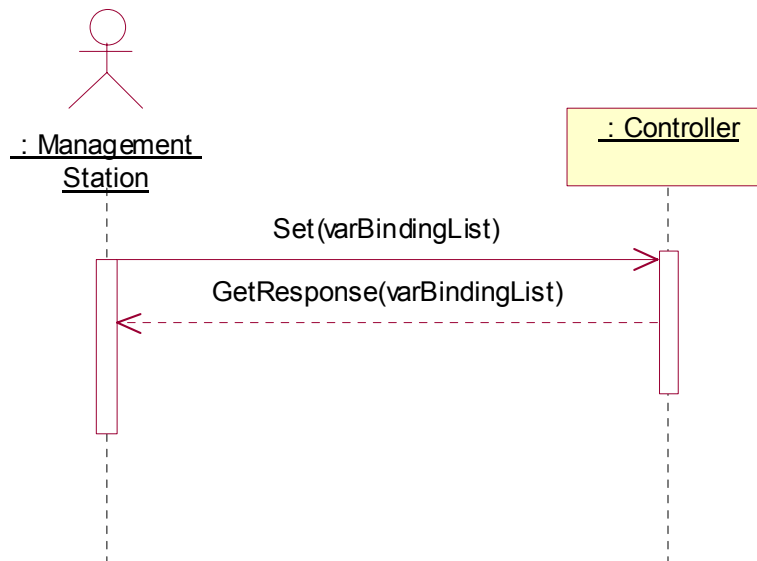 : Management
Station
: Controller
Set(varBindingList)
GetResponse(varBindingList)